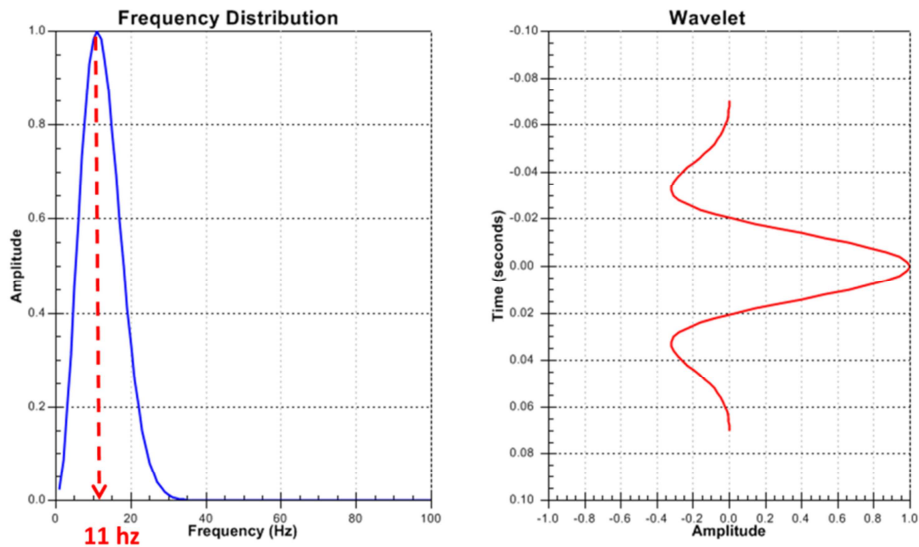 Frequency Distribution
1.0
0.8
0.6
0.4
0.2
0.0
Amplitude
0 20 40 60 80 100
Frequency (Hz)
11 hz
Wavelet
-0.10
-0.08
-0.06
-0.04
-0.02
0.00
0.02
0.04
0.06
0.08
0.10
Time (seconds)
-1.0 -0.8 -0.6 -0.4 -0.2 0.0 0.2 0.4 0.6 0.8 1.0
Amplitude